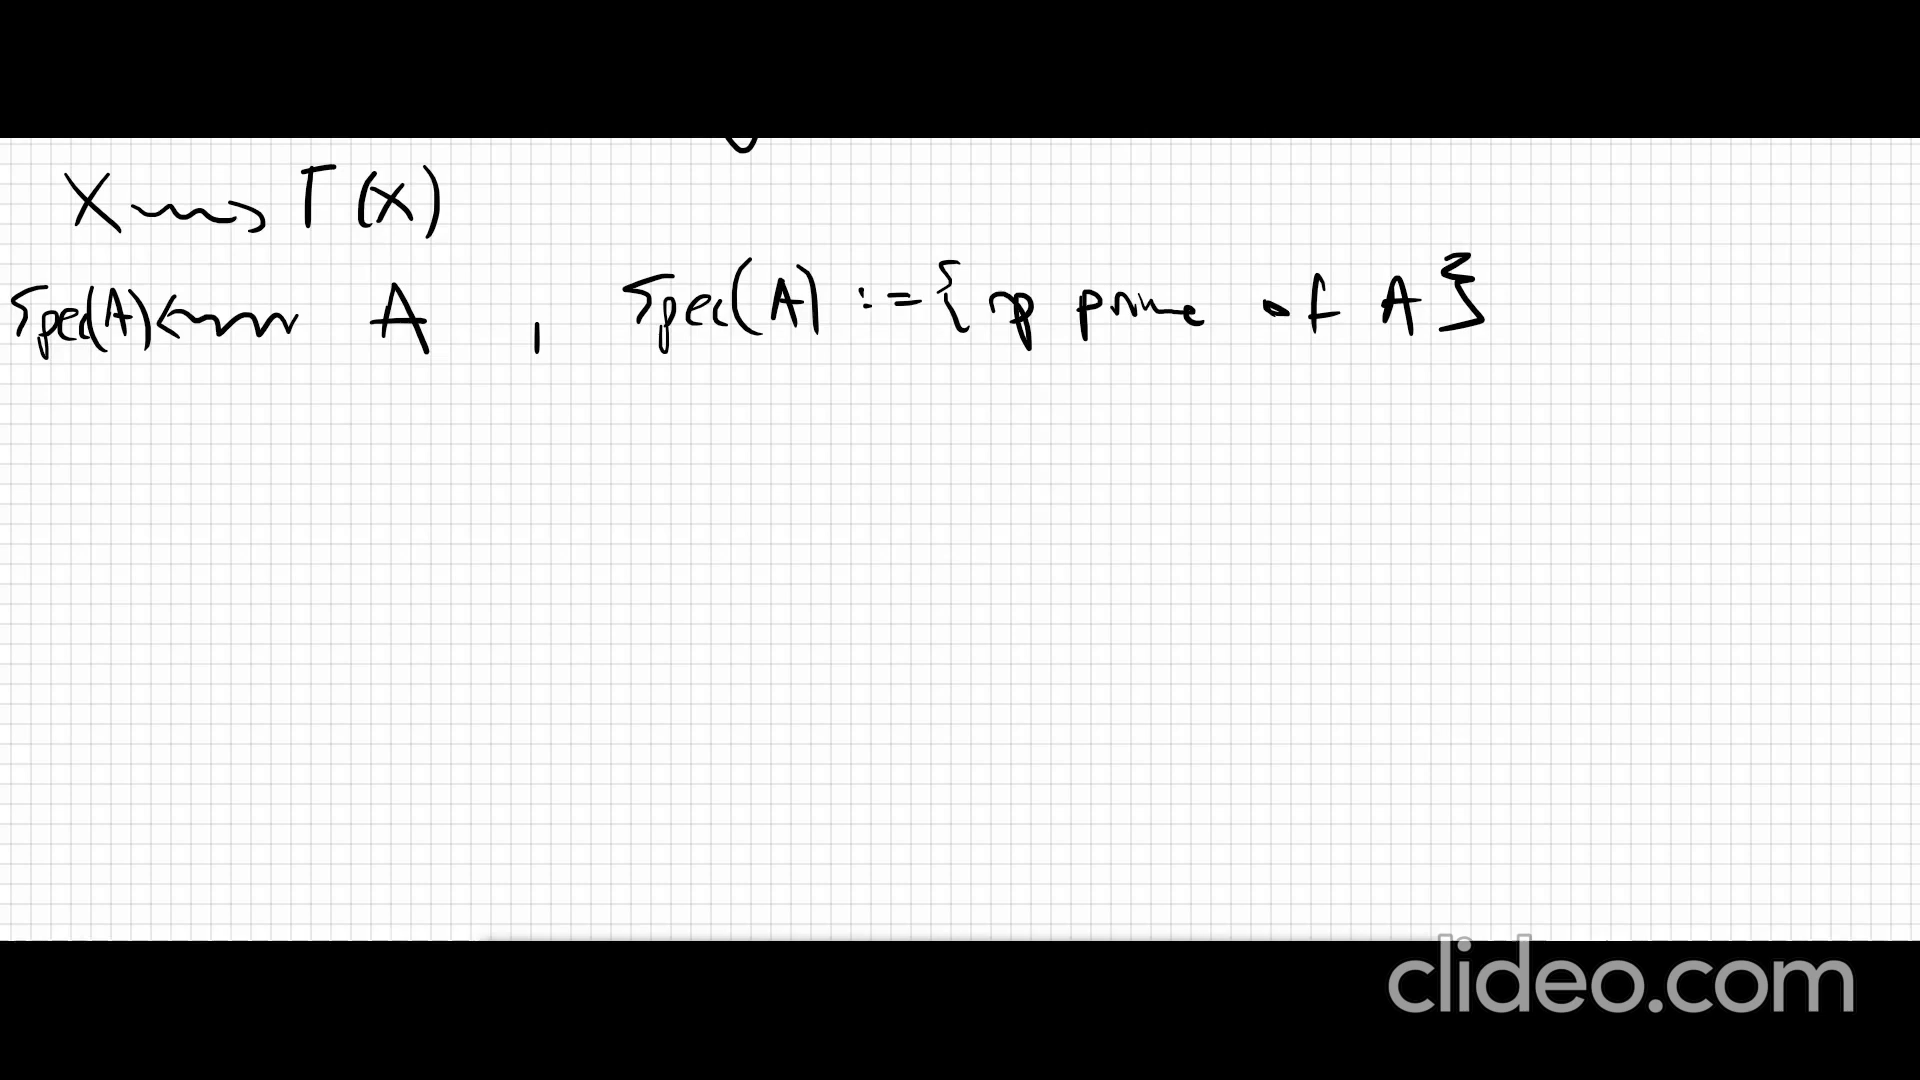 X ⇝ Γ(X)
Spec(A) ⇜ A , Spec(A) := { p prime of A }
clideo.com